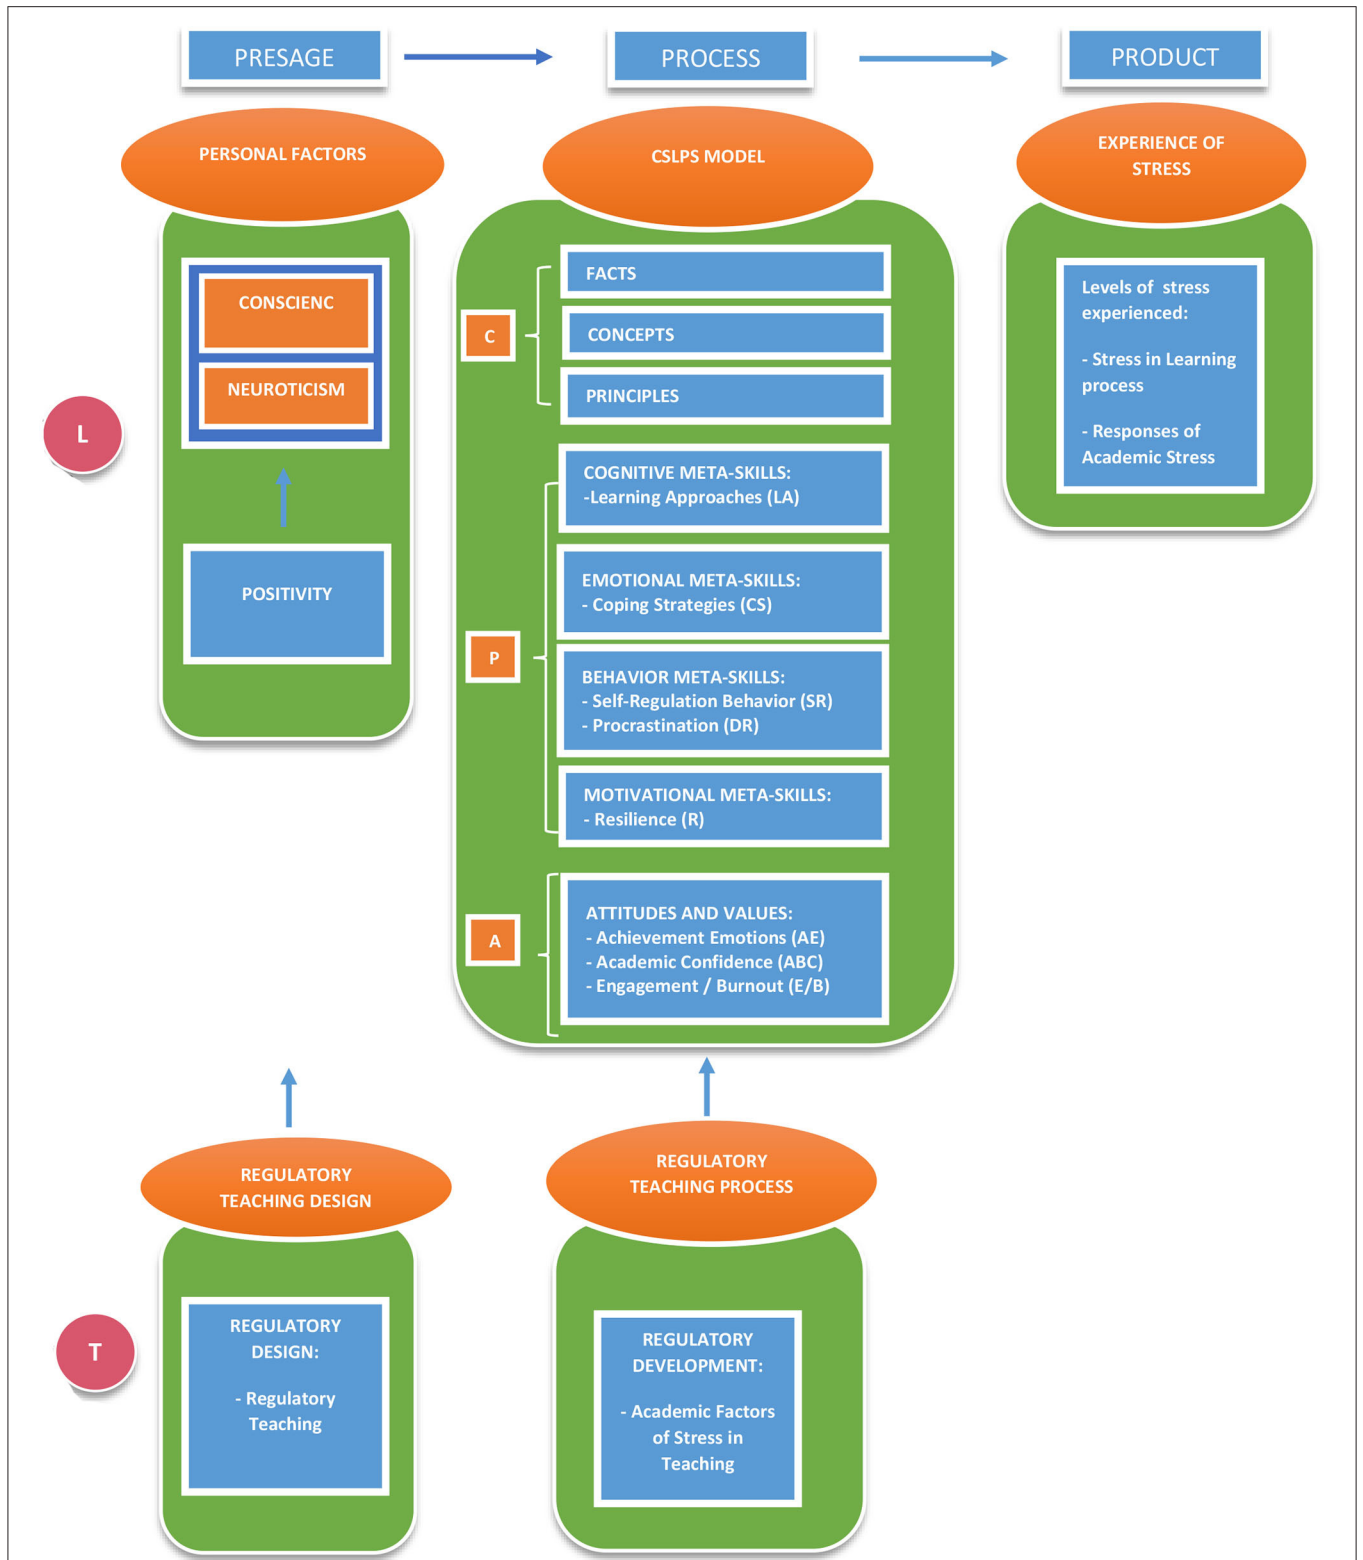 PRESAGE
PROCESS
PRODUCT
PERSONAL FACTORS
CSLPS MODEL
EXPERIENCE OF
STRESS
L
CONSCIENC
NEUROTICISM
POSITIVITY
C
FACTS
CONCEPTS
PRINCIPLES
P
COGNITIVE META-SKILLS:
-Learning Approaches (LA)
EMOTIONAL META-SKILLS:
- Coping Strategies (CS)
BEHAVIOR META-SKILLS:
- Self-Regulation Behavior (SR)
- Procrastination (DR)
MOTIVATIONAL META-SKILLS:
- Resilience (R)
A
ATTITUDES AND VALUES:
- Achievement Emotions (AE)
- Academic Confidence (ABC)
- Engagement / Burnout (E/B)
Levels of stress
experienced:
- Stress in Learning
process
- Responses of
Academic Stress
T
REGULATORY
TEACHING DESIGN
REGULATORY
DESIGN:
- Regulatory
Teaching
REGULATORY
TEACHING PROCESS
REGULATORY
DEVELOPMENT:
- Academic Factors
of Stress in
Teaching